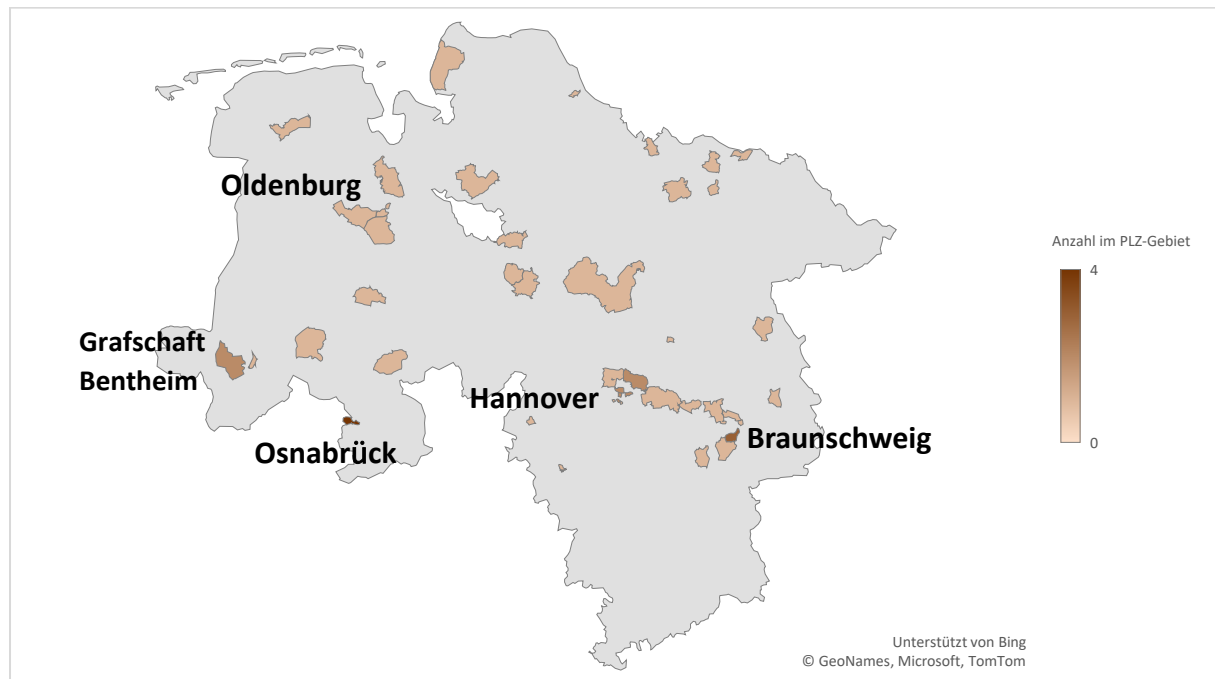 Oldenburg
Anzahl im PLZ-Gebiet
4
Grafschaft
Bentheim
Hannover
Osnabrück
Braunschweig
0
Unterstützt von Bing
© GeoNames, Microsoft, TomTom